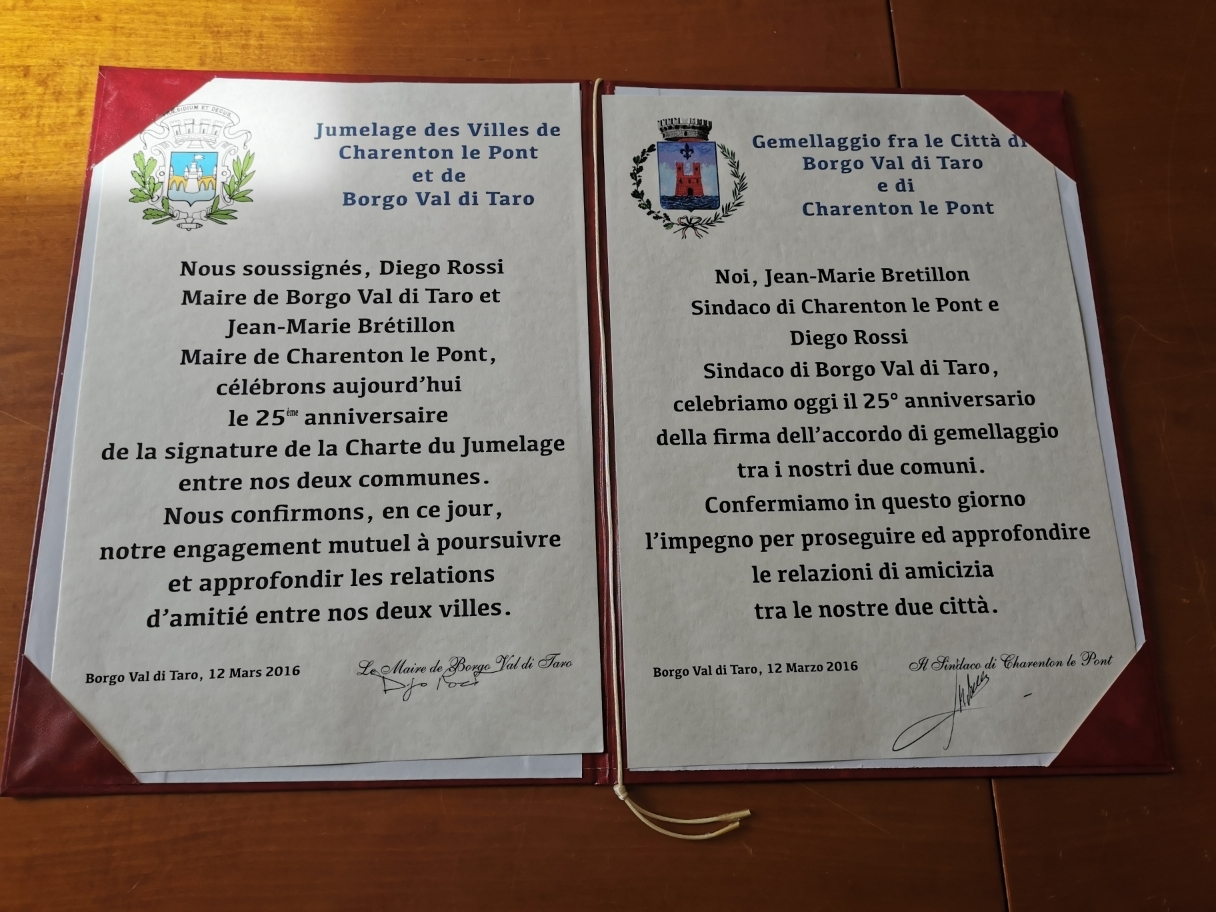 SIDIUM ET DECUS
Jumelage des Villes de
Charenton le Pont
et de
Borgo Val di Taro
Nous soussignés, Diego Rossi
Maire de Borgo Val di Taro et
Jean-Marie Brétillon
Maire de Charenton le Pont,
célébrons aujourd'hui
le 25ème anniversaire
de la signature de la Charte du Jumelage
entre nos deux communes.
Nous confirmons, en ce jour,
notre engagement mutuel à poursuivre
et approfondir les relations
d'amitié entre nos deux villes.
Borgo Val di Taro, 12 Mars 2016
Le Maire de Borgo Val di Taro
Gemellaggio fra le Città di
Borgo Val di Taro
e di
Charenton le Pont
Noi, Jean-Marie Bretillon
Sindaco di Charenton le Pont e
Diego Rossi
Sindaco di Borgo Val di Taro,
celebriamo oggi il 25° anniversario
della firma dell'accordo di gemellaggio
tra i nostri due comuni.
Confermiamo in questo giorno
l'impegno per proseguire ed approfondire
le relazioni di amicizia
tra le nostre due città.
Borgo Val di Taro, 12 Marzo 2016
Il Sindaco di Charenton le Pont